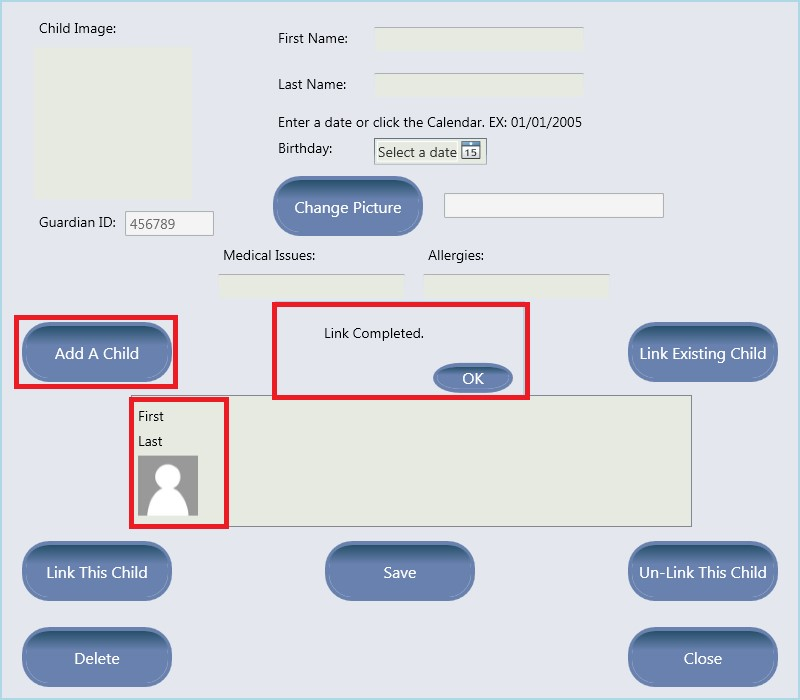 Child Image:
First Name:
Last Name:
Enter a date or click the Calendar. EX: 01/01/2005
Birthday:
Select a date 15
Change Picture
Guardian ID: 456789
Medical Issues:
Allergies:
Add A Child
Link Completed.
OK
Link Existing Child
First
Last
Link This Child
Save
Un-Link This Child
Delete
Close